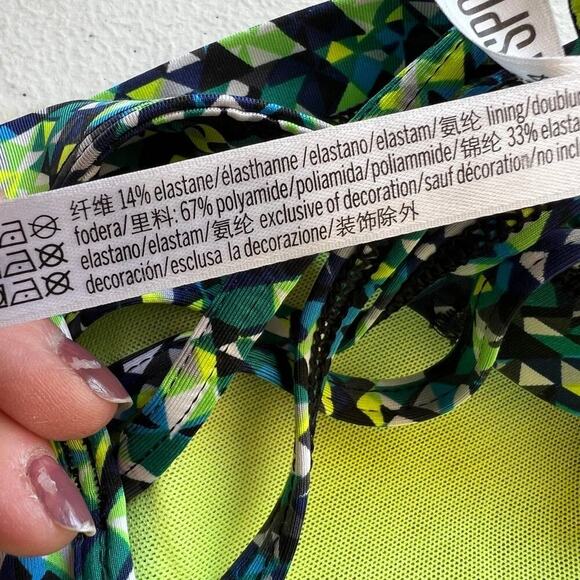 SPO
纤维 14% elastane/élasthanne /elastano/elastam/氨纶 lining/doublu
fodera/里料: 67% polyamide/poliamida/poliammide/锦纶 33% elasta
elastano/elastam/氨纶 exclusive of decoration/sauf décoration/no incl
decoración/esclusa la decorazione/装饰除外